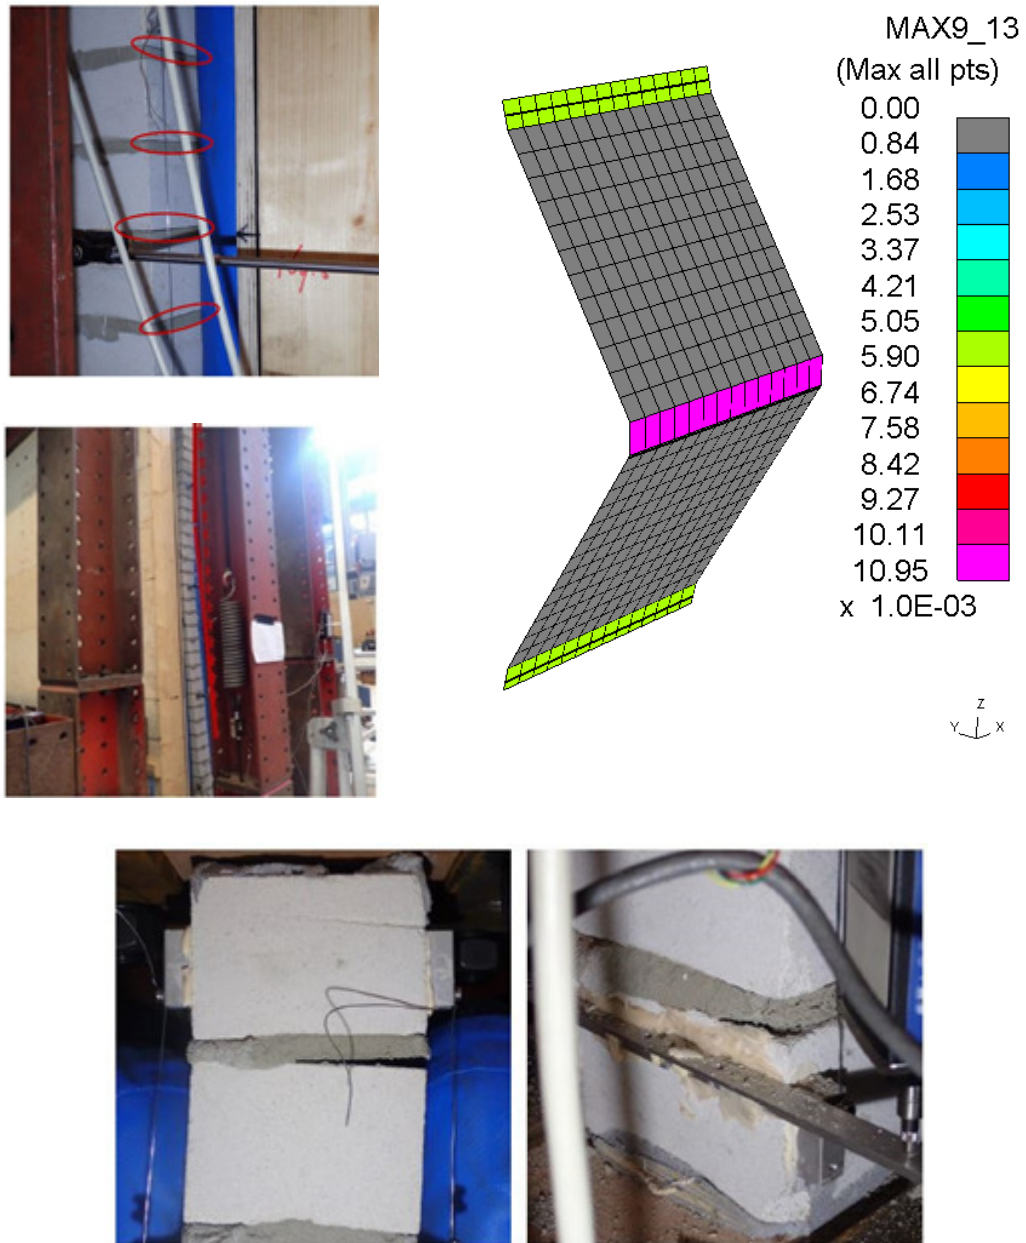 MAX9_13
(Max all pts)
0.00
0.84
1.68
2.53
3.37
4.21
5.05
5.90
6.74
7.58
8.42
9.27
10.11
10.95
x 1.0E-03
Z
Y X